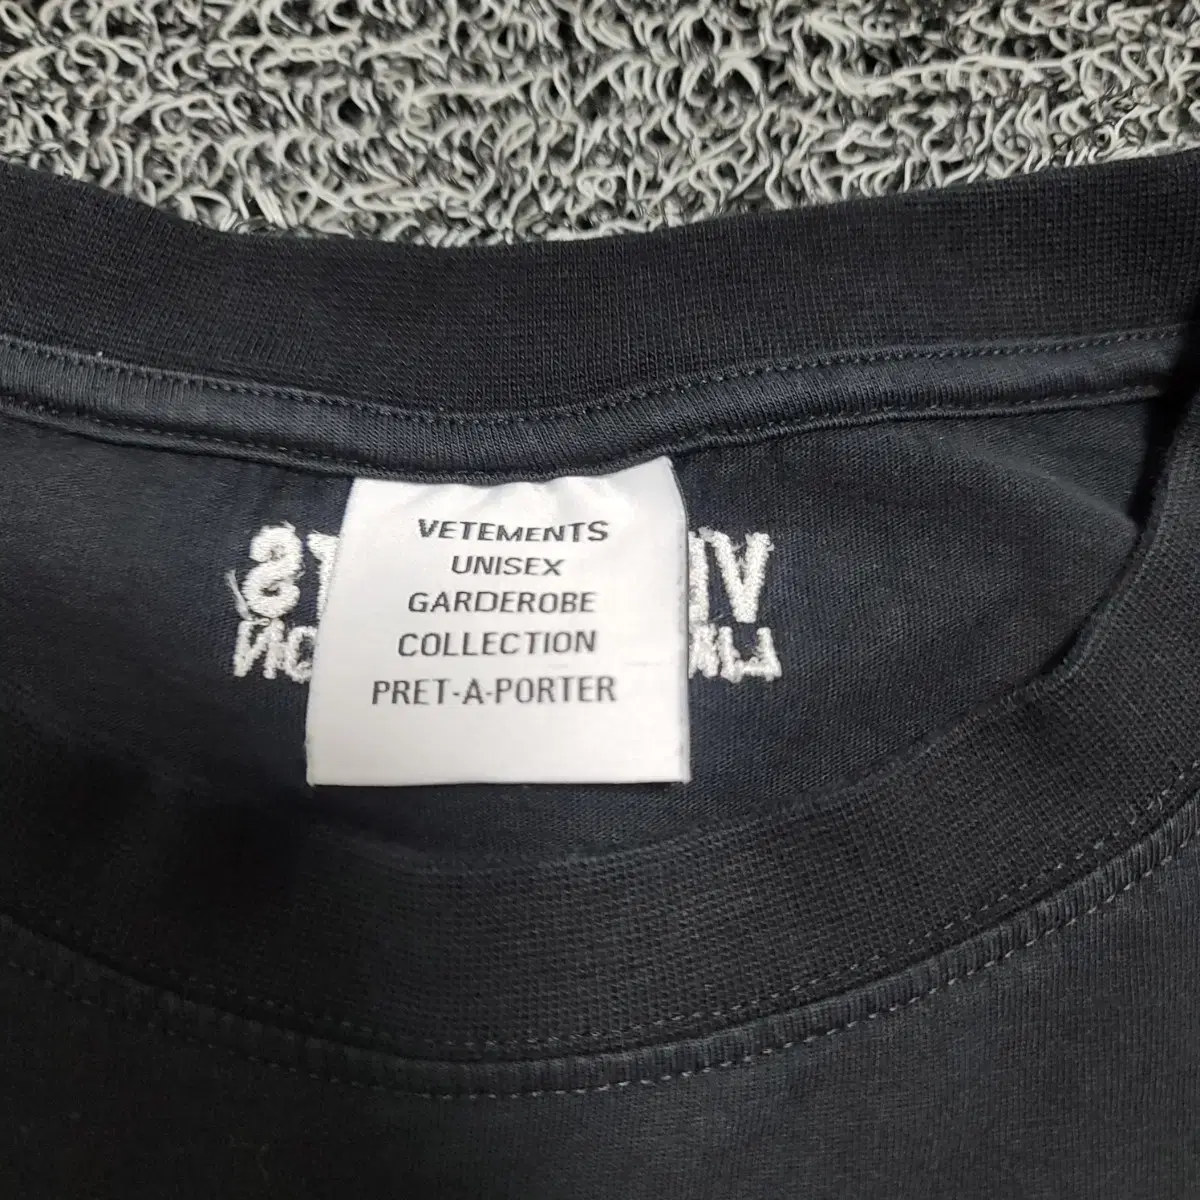 VETEMENTS
UNISEX
GARDEROBE
COLLECTION
PRET-A-PORTER